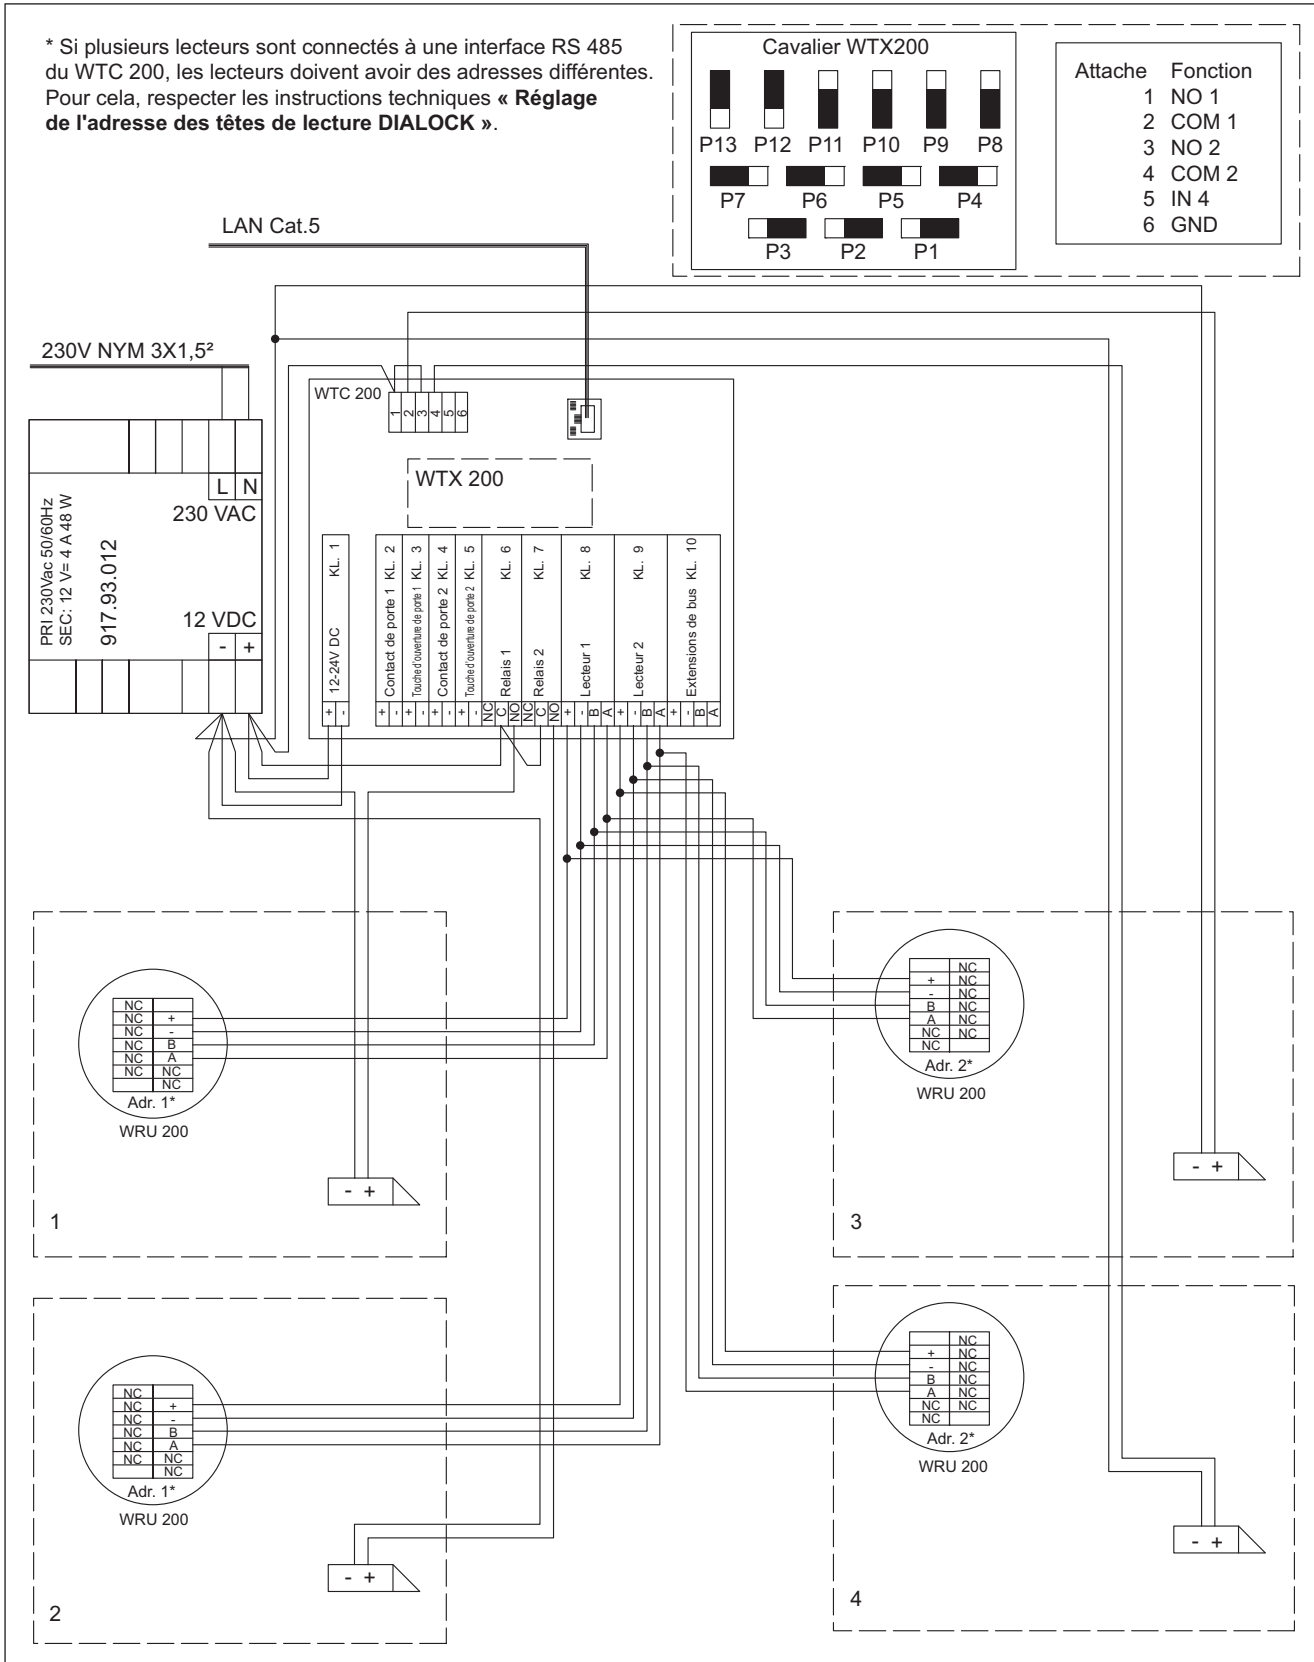 * Si plusieurs lecteurs sont connectés à une interface RS 485
du WTC 200, les lecteurs doivent avoir des adresses différentes.
Pour cela, respecter les instructions techniques « Réglage
de l'adresse des têtes de lecture DIALOCK ».
Cavalier WTX200
P13 P12 P11 P10 P9 P8
P7 P6 P5 P4
P3 P2 P1
Attache Fonction
1 NO 1
2 COM 1
3 NO 2
4 COM 2
5 IN 4
6 GND
LAN Cat.5
230V NYM 3X1,5²
L N
230 VAC
PRI 230Vac 50/60Hz
SEC: 12 V= 4 A 48 W
917.93.012
12 VDC
- +
WTC 200
1 2 3 4 5 6
WTX 200
12-24V DC KL. 1
+ -
Contact de porte 1 KL. 2
+ -
Touche d'ouverture de porte 1 KL. 3
+ -
Contact de porte 2 KL. 4
+ -
Touche d'ouverture de porte 2 KL. 5
+ -
Relais 1 KL. 6
NC C NO
Relais 2 KL. 7
NC C NO
Lecteur 1 KL. 8
+ - B A
Lecteur 2 KL. 9
+ - B A
Extensions de bus KL. 10
+ - B A
NC
NC +
NC -
NC B
NC A
NC NC
NC
Adr. 1*
WRU 200
- +
1
NC
+ NC
- NC
B NC
A NC
NC NC
NC
Adr. 2*
WRU 200
- +
3
NC
NC +
NC -
NC B
NC A
NC NC
NC
Adr. 1*
WRU 200
- +
2
NC
+ NC
- NC
B NC
A NC
NC NC
NC
Adr. 2*
WRU 200
- +
4